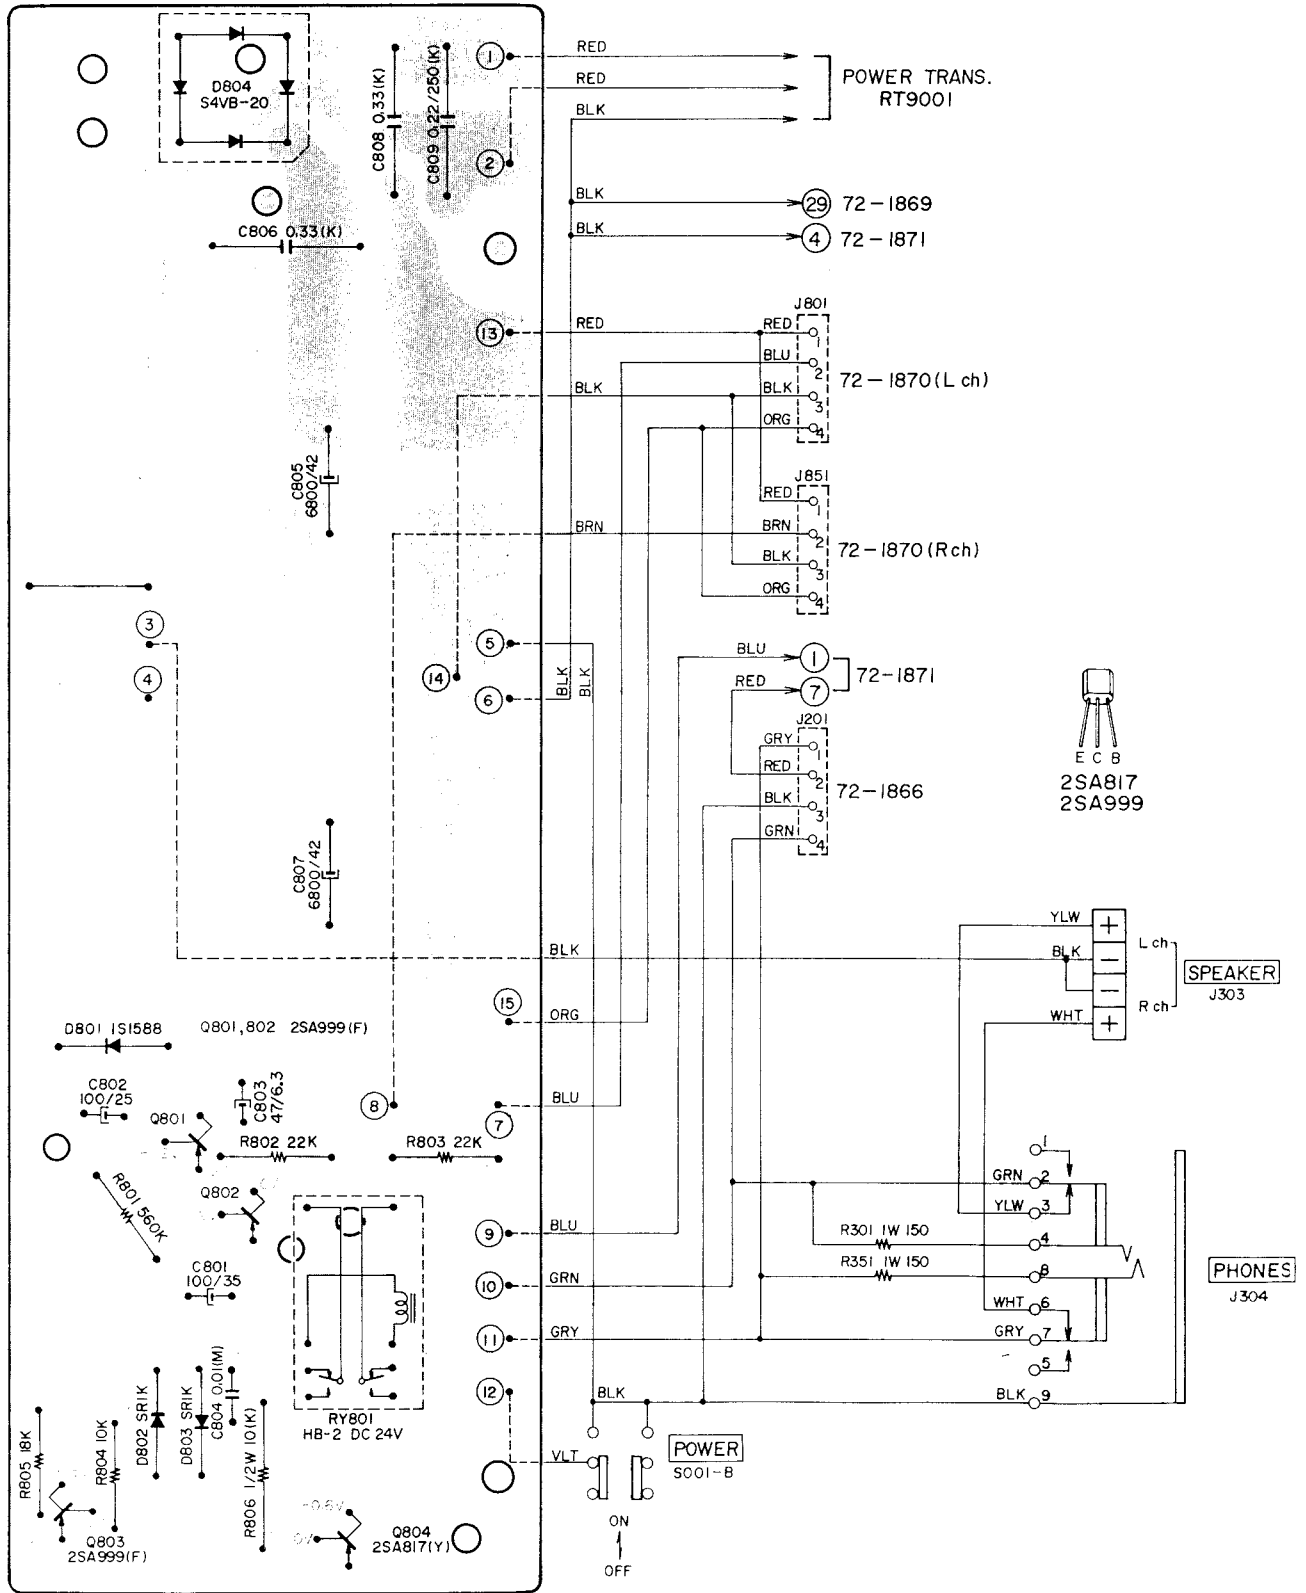 D804
S4VB-20
C808 0.33(K)
C809 0.22/250(K)
C806 0.33(K)
1
RED
RED
BLK
2
POWER TRANS.
RT9001
BLK
29 72-1869
BLK
4 72-1871
J801
13
RED
RED
1
BLU
2
BLK
BLK
3
ORG
4
72-1870(L ch)
C805
6800/42
J851
RED
1
BRN
BRN
2
BLK
3
ORG
4
72-1870(Rch)
3
4
14
5
6
BLK
BLK
BLU
1
RED
7
72-1871
J201
GRY
1
RED
2
BLK
3
GRN
4
72-1866
E C B
2SA817
2SA999
C807
6800/42
BLK
YLW
+
BLK
−
−
WHT
+
L ch
R ch
SPEAKER
J303
15
ORG
D801 1S1588
Q801,802 2SA999(F)
C802
100/25
C803
47/6.3
Q801
8
7
BLU
R802 22K
R803 22K
R801 560K
Q802
C801
100/35
9
BLU
10
GRN
11
GRY
12
1
GRN
2
YLW
3
R301 1W 150
4
R351 1W 150
8
WHT
6
GRY
7
5
BLK
9
PHONES
J304
RY801
HB-2 DC 24V
BLK
VLT
POWER
S001-B
ON
OFF
R805 18K
R804 10K
D802 SR1K
D803 SR1K
C804 0.01(M)
R806 1/2W 10(K)
Q803
2SA999(F)
-0.6V
0V
Q804
2SA817(Y)